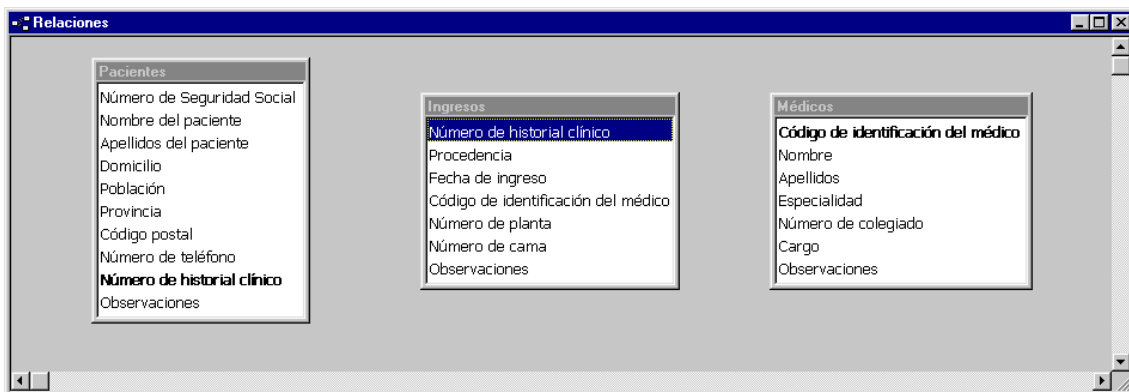 Relaciones
Pacientes
Número de Seguridad Social
Nombre del paciente
Apellidos del paciente
Domicilio
Población
Provincia
Código postal
Número de teléfono
Número de historial clínico
Observaciones
Ingresos
Número de historial clínico
Procedencia
Fecha de ingreso
Código de identificación del médico
Número de planta
Número de cama
Observaciones
Médicos
Código de identificación del médico
Nombre
Apellidos
Especialidad
Número de colegiado
Cargo
Observaciones